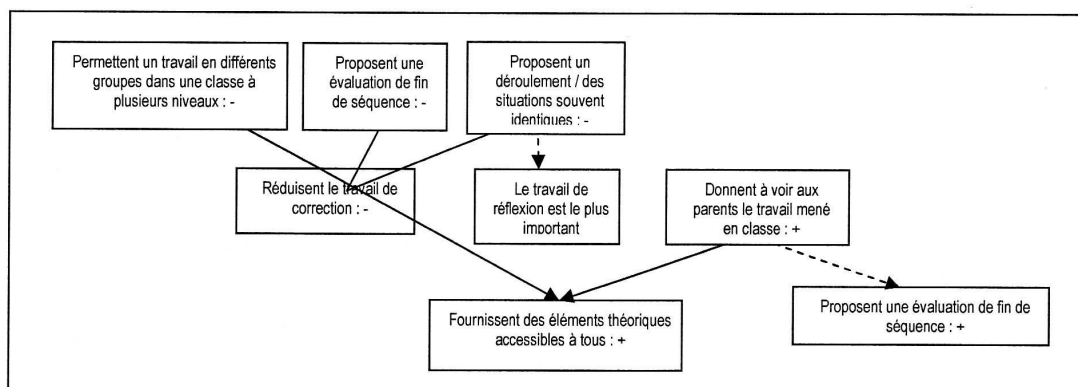 Permettent un travail en différents
groupes dans une classe à
plusieurs niveaux : -
Proposent une
évaluation de fin
de séquence : -
Proposent un
déroulement / des
situations souvent
identiques : -
Réduisent le travail de
correction : -
Le travail de
réflexion est le plus
important
Donnent à voir aux
parents le travail mené
en classe : +
Fournissent des éléments théoriques
accessibles à tous : +
Proposent une évaluation de fin de
séquence : +